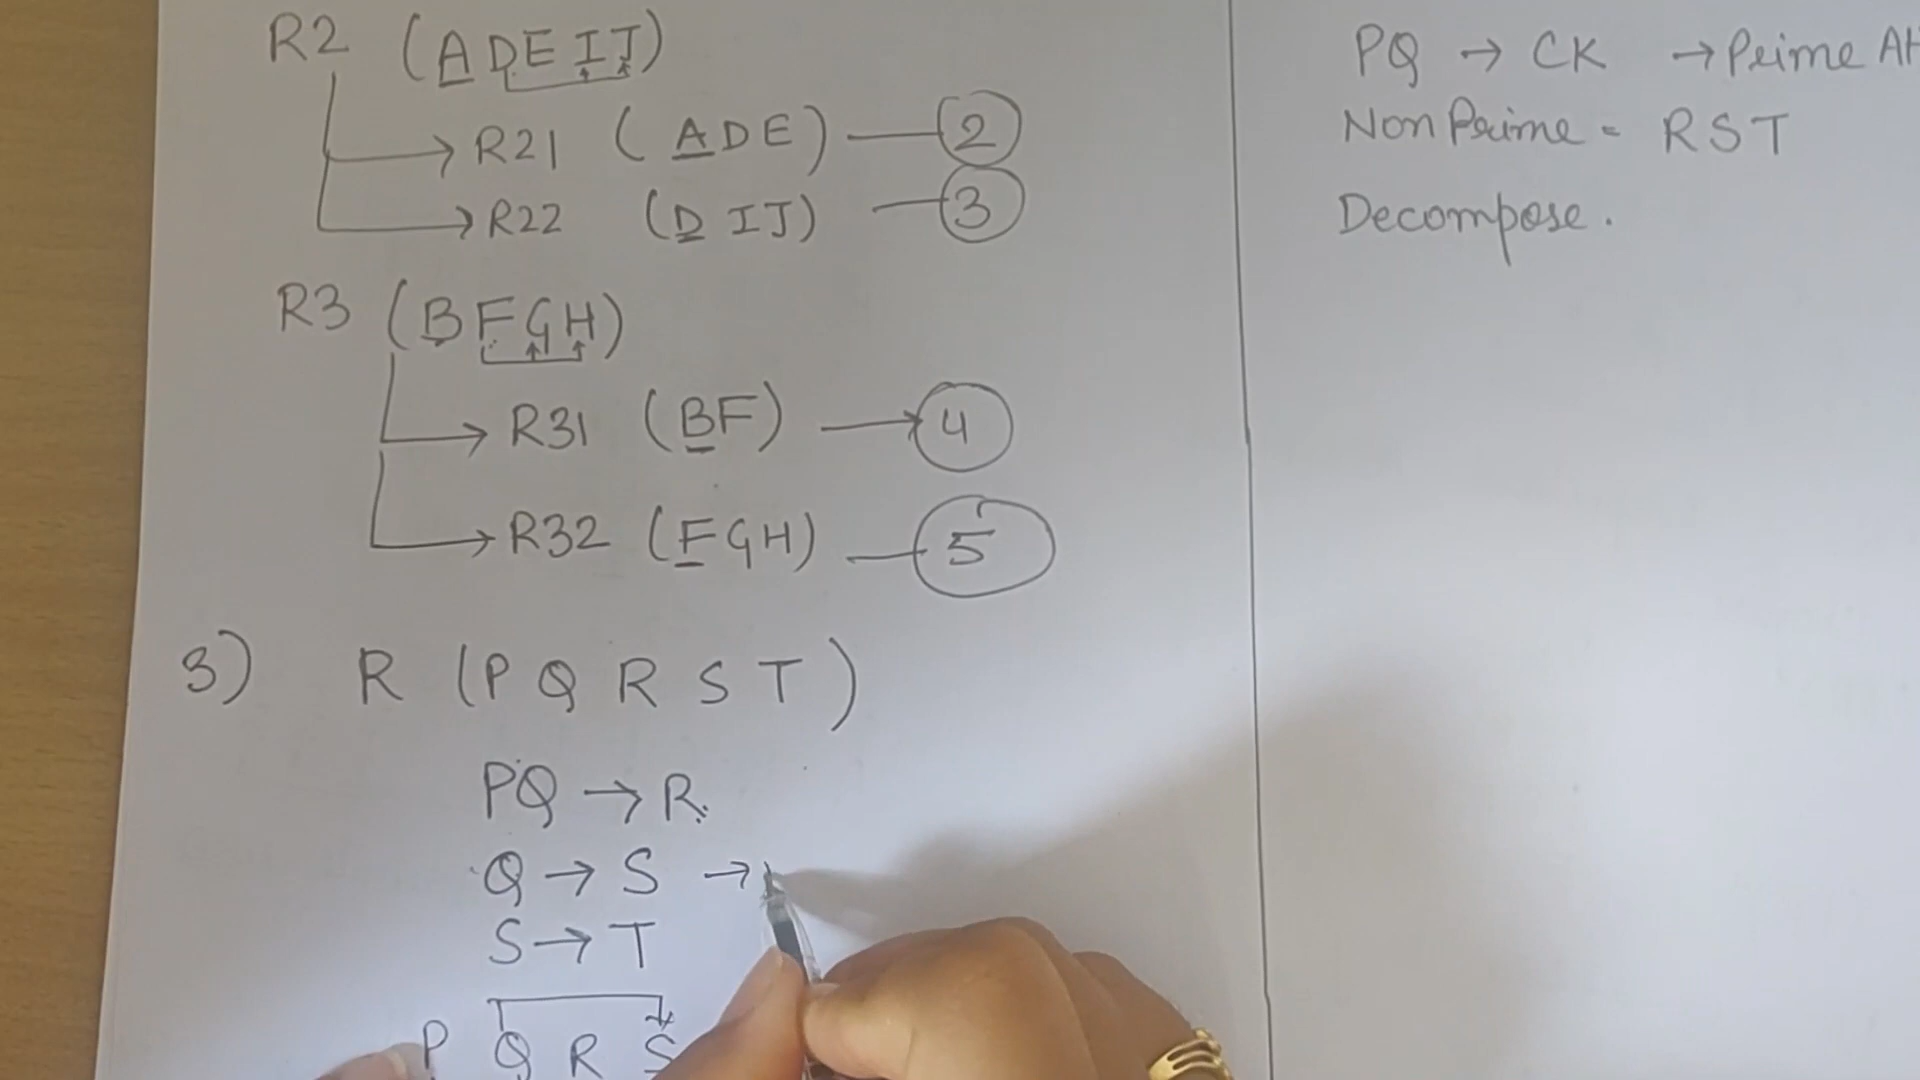 R2 (ADEIJ)
R21 (ADE) — 2
R22 (DIJ) — 3
R3 (BFGH)
R31 (BF) → 4
R32 (FGH) — 5
3) R (PQRST)
PQ → R
Q → S →
S → T
P Q R S
PQ → CK → Prime At
Non Prime = RST
Decompose.